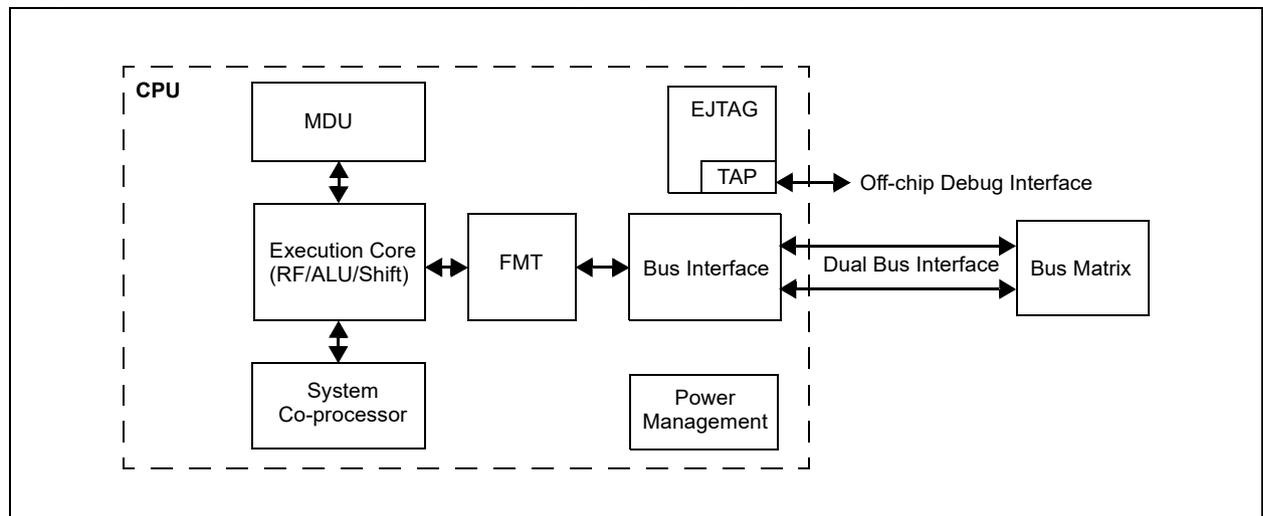 CPU
MDU
EJTAG
TAP
Off-chip Debug Interface
Execution Core
(RF/ALU/Shift)
FMT
Bus Interface
Dual Bus Interface
Bus Matrix
System
Co-processor
Power
Management